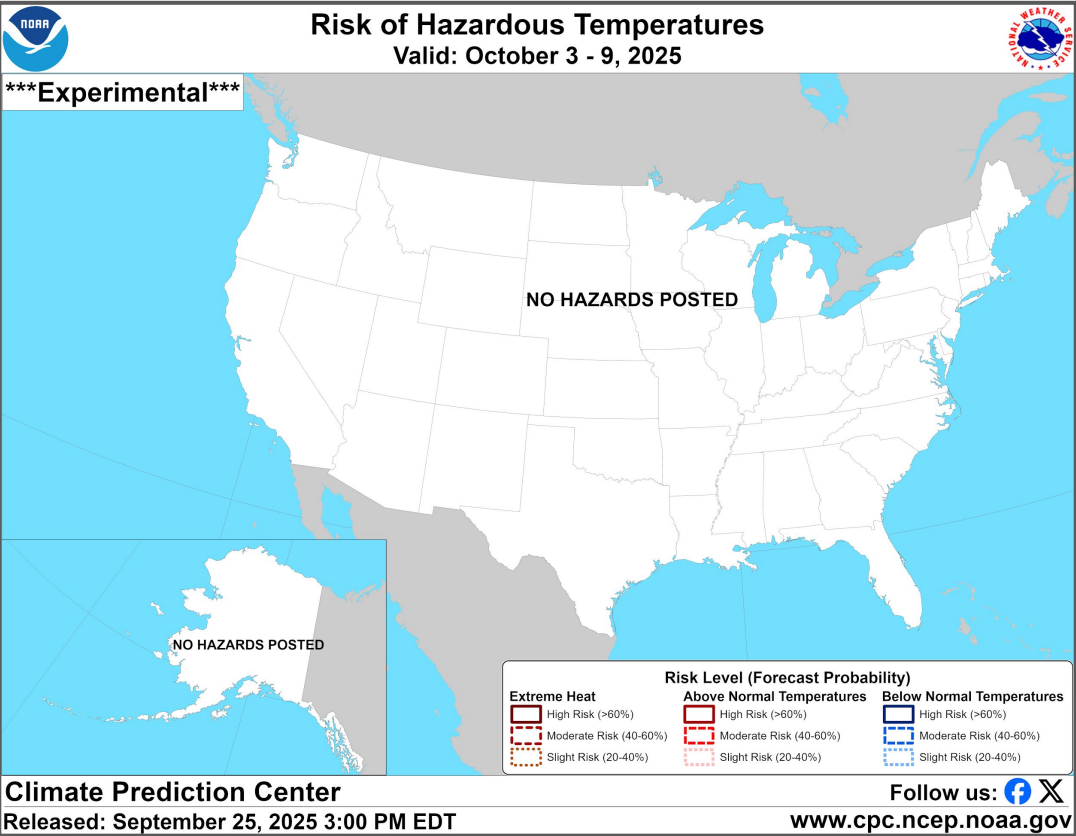 NOAA
Risk of Hazardous Temperatures
Valid: October 3 - 9, 2025
NATIONAL WEATHER SERVICE
***Experimental***
NO HAZARDS POSTED
NO HAZARDS POSTED
Risk Level (Forecast Probability)
Extreme Heat
High Risk (>60%)
Moderate Risk (40-60%)
Slight Risk (20-40%)
Above Normal Temperatures
High Risk (>60%)
Moderate Risk (40-60%)
Slight Risk (20-40%)
Below Normal Temperatures
High Risk (>60%)
Moderate Risk (40-60%)
Slight Risk (20-40%)
Climate Prediction Center
Follow us:
Released: September 25, 2025 3:00 PM EDT
www.cpc.ncep.noaa.gov